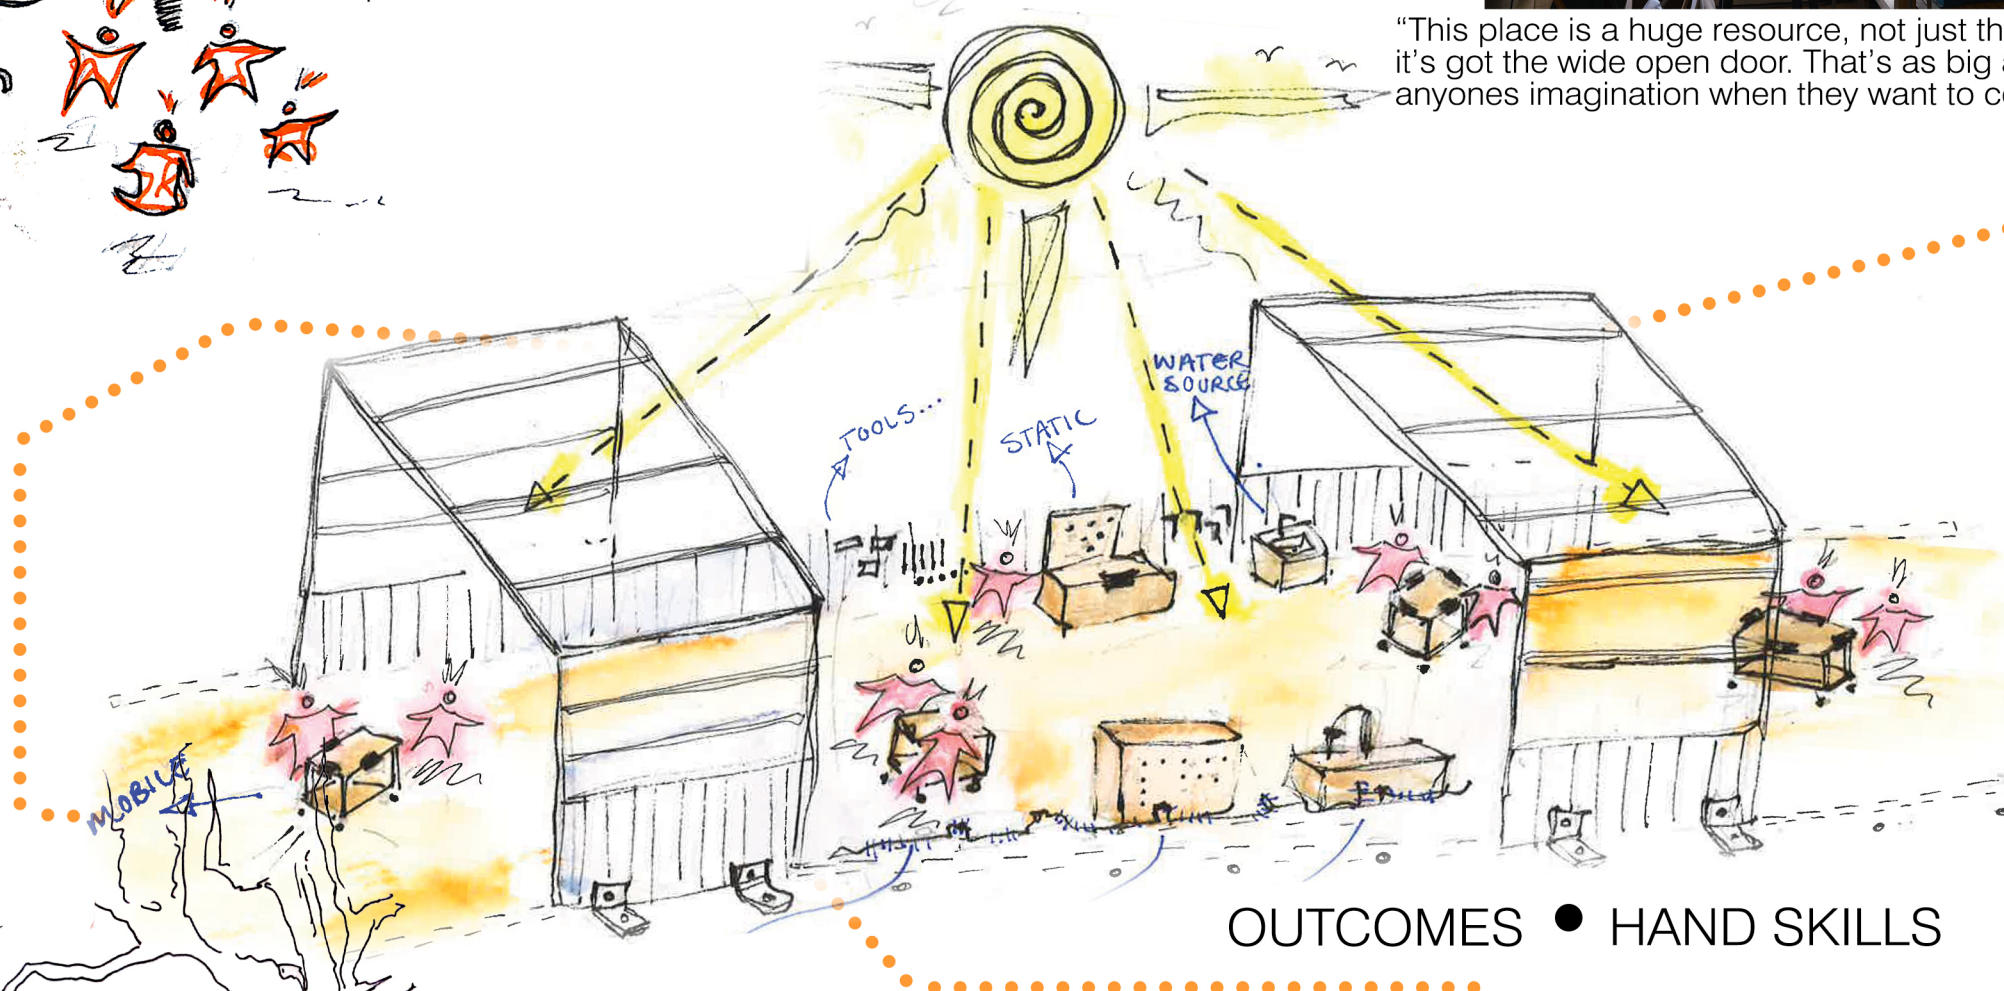 “This place is a huge resource, not just th
it’s got the wide open door. That’s as big a
anyones imagination when they want to c
WATER
SOURCE
TOOLS...
STATIC
MOBILE
OUTCOMES • HAND SKILLS